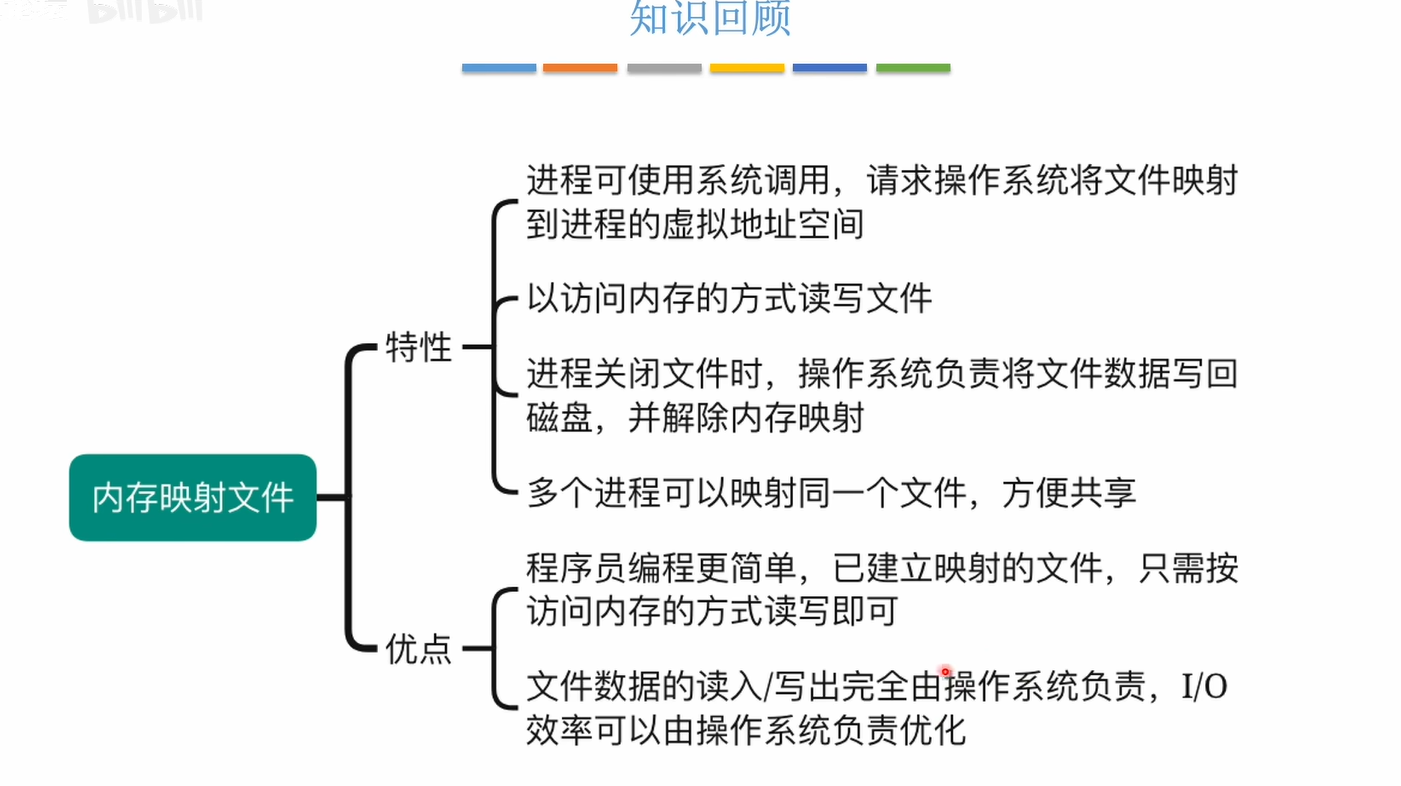 知识回顾
进程可使用系统调用，请求操作系统将文件映射
到进程的虚拟地址空间
以访问内存的方式读写文件
特性
进程关闭文件时，操作系统负责将文件数据写回
磁盘，并解除内存映射
内存映射文件
多个进程可以映射同一个文件，方便共享
程序员编程更简单，已建立映射的文件，只需按
访问内存的方式读写即可
优点
文件数据的读入/写出完全由操作系统负责，I/O
效率可以由操作系统负责优化